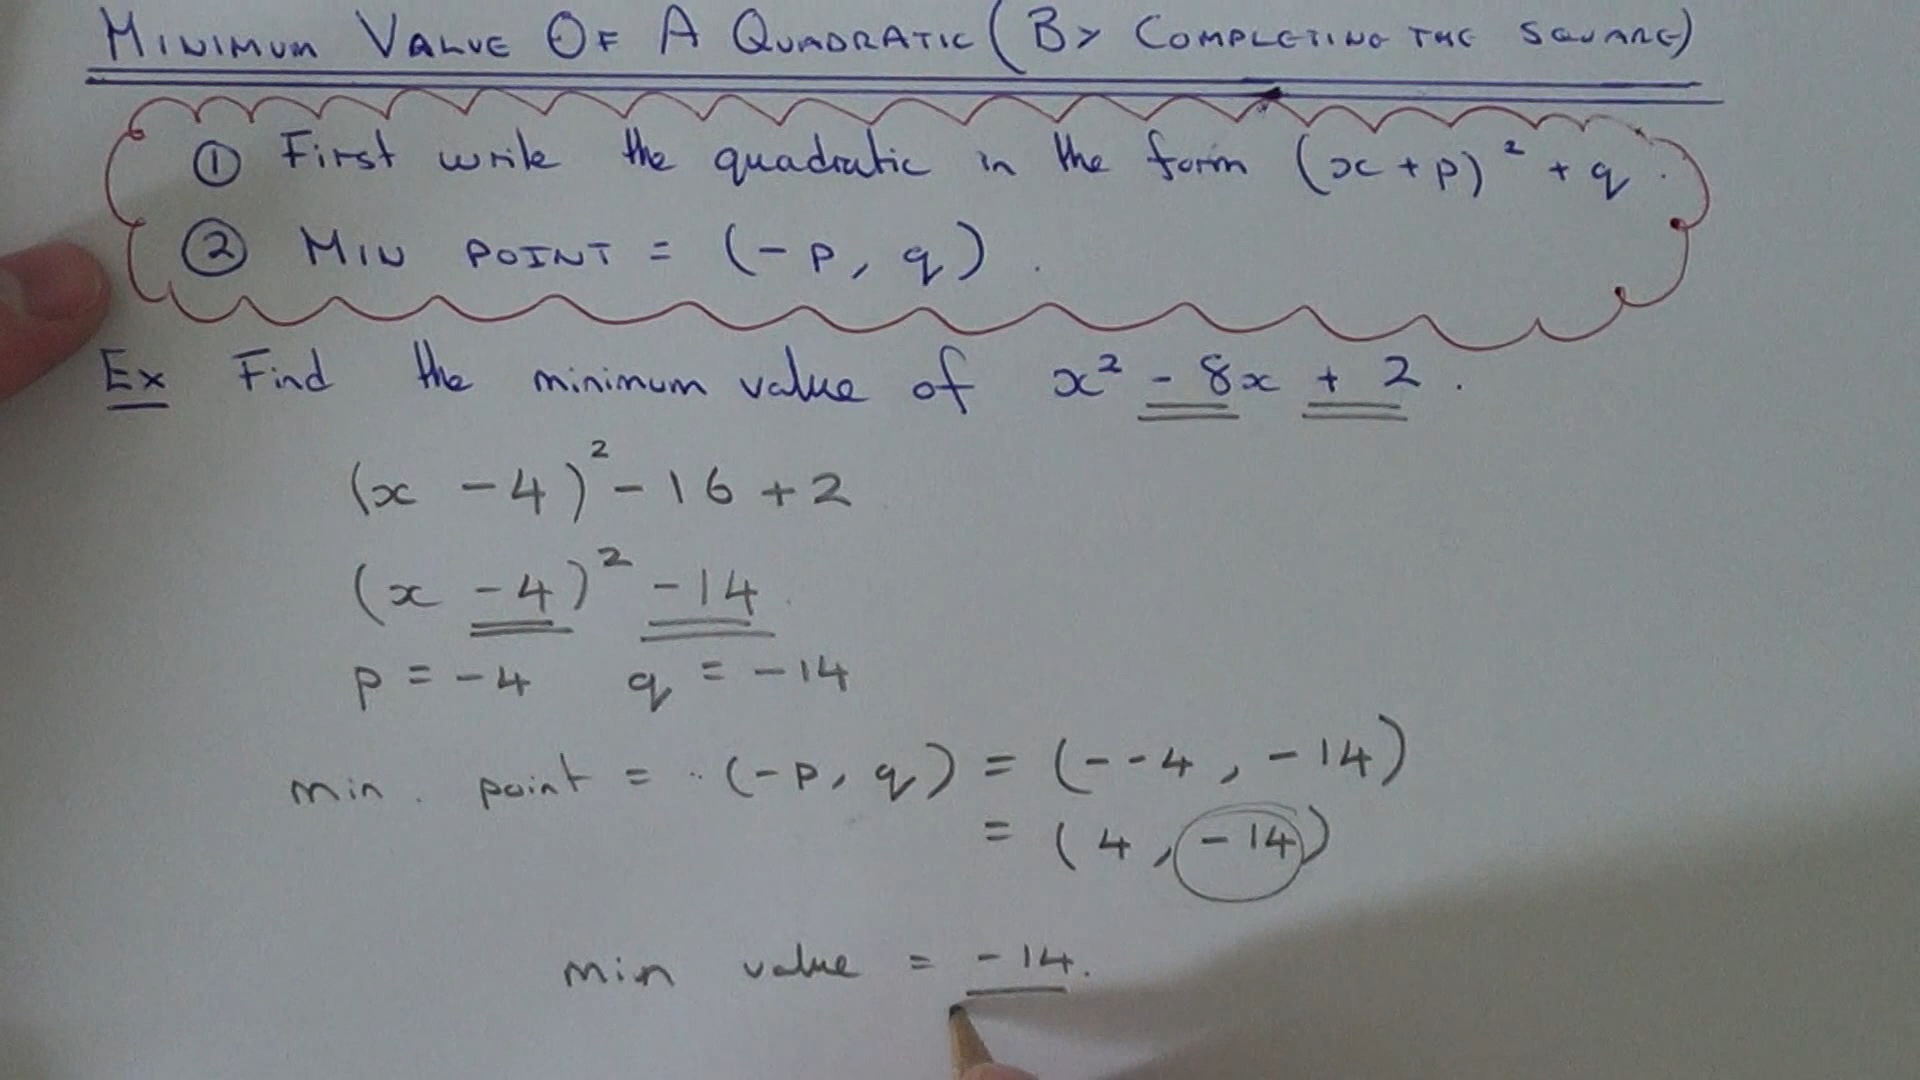 MINIMUM VALUE OF A QUADRATIC (BY COMPLETING THE SQUARE)
① First write the quadratic in the form (x + p)² + q.
② MIN POINT = (-p, q).
Ex Find the minimum value of x² - 8x + 2.
(x - 4)² - 16 + 2
(x - 4)² - 14
p = -4 q = -14
min. point = (-p, q) = (--4, -14)
= (4, -14)
min value = -14.